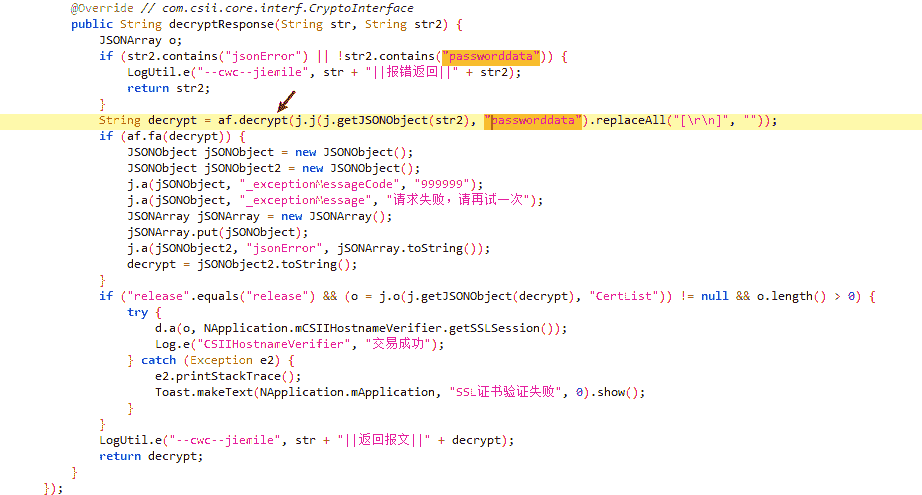 @Override // com.csii.core.interf.CryptoInterface
public String decryptResponse(String str, String str2) {
JSONArray o;
if (str2.contains("jsonError") || !str2.contains("passworddata")) {
LogUtil.e("--cwc--jiemile", str + "||报错返回||" + str2);
return str2;
}
String decrypt = af.decrypt(j.j(j.getJSONObject(str2), "passworddata").replaceAll("[\r\n]", ""));
if (af.fa(decrypt)) {
JSONObject jSONObject = new JSONObject();
JSONObject jSONObject2 = new JSONObject();
j.a(jSONObject, "_exceptionMessageCode", "999999");
j.a(jSONObject, "_exceptionMessage", "请求失败，请再试一次");
JSONArray jSONArray = new JSONArray();
jSONArray.put(jSONObject);
j.a(jSONObject2, "jsonError", jSONArray.toString());
decrypt = jSONObject2.toString();
}
if ("release".equals("release") && (o = j.o(j.getJSONObject(decrypt), "CertList")) != null && o.length() > 0) {
try {
d.a(o, NApplication.mCSIIHostnameVerifier.getSSLSession());
Log.e("CSIIHostnameVerifier", "交易成功");
} catch (Exception e2) {
e2.printStackTrace();
Toast.makeText(NApplication.mApplication, "SSL证书验证失败", 0).show();
}
}
LogUtil.e("--cwc--jiemile", str + "||返回报文||" + decrypt);
return decrypt;
}
});